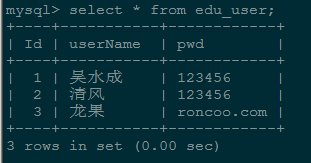 mysql> select * from edu_user;
+----+-----------+------------+
| Id | userName | pwd |
+----+-----------+------------+
| 1 | 吴水成 | 123456 |
| 2 | 清风 | 123456 |
| 3 | 龙果 | roncoo.com |
+----+-----------+------------+
3 rows in set (0.00 sec)